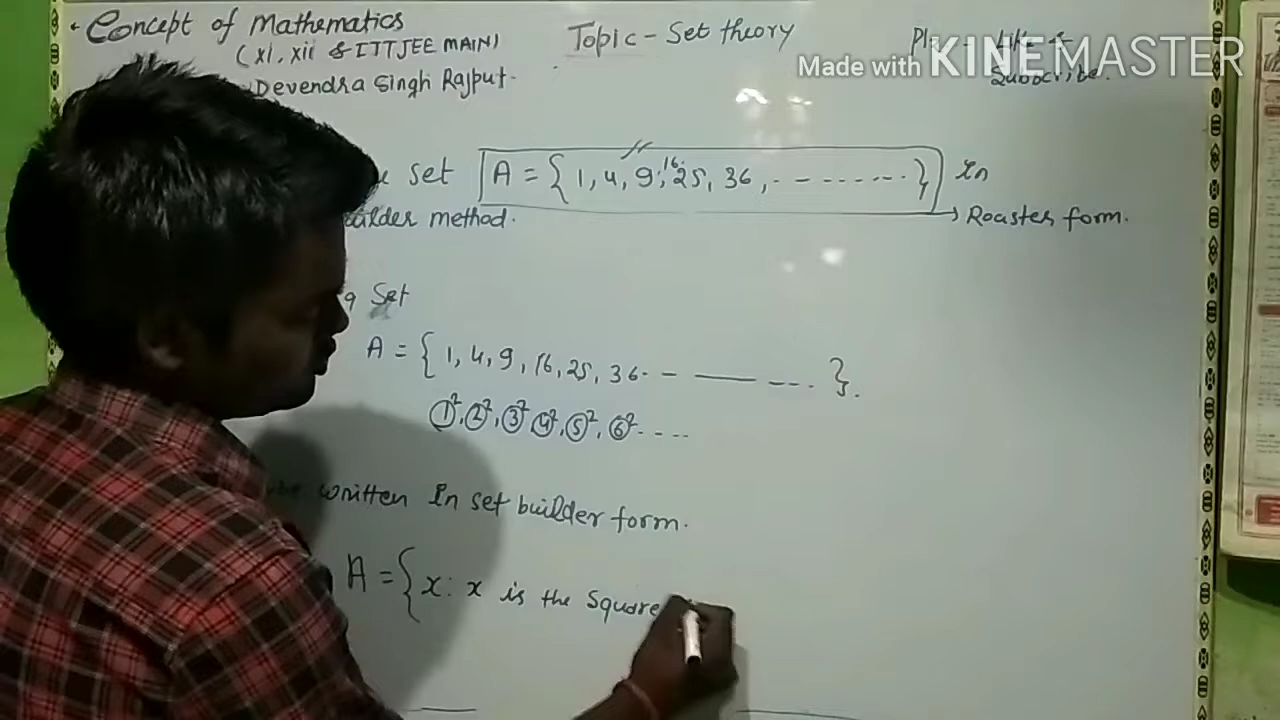 Concept of Mathematics
(XI, XII & IITJEE MAIN)
Devendra Singh Rajput.
Topic - Set theory
Subscribe.
Made with KINEMASTER
set A = { 1, 4, 9, 16, 25, 36, . - ------... } In
method.
Roaster form.
Set
A = { 1, 4, 9, 16, 25, 36. - —— ---. }.
1², 2², 3², 4², 5², 6². - - --
written In set builder form.
A = { x : x is the Square